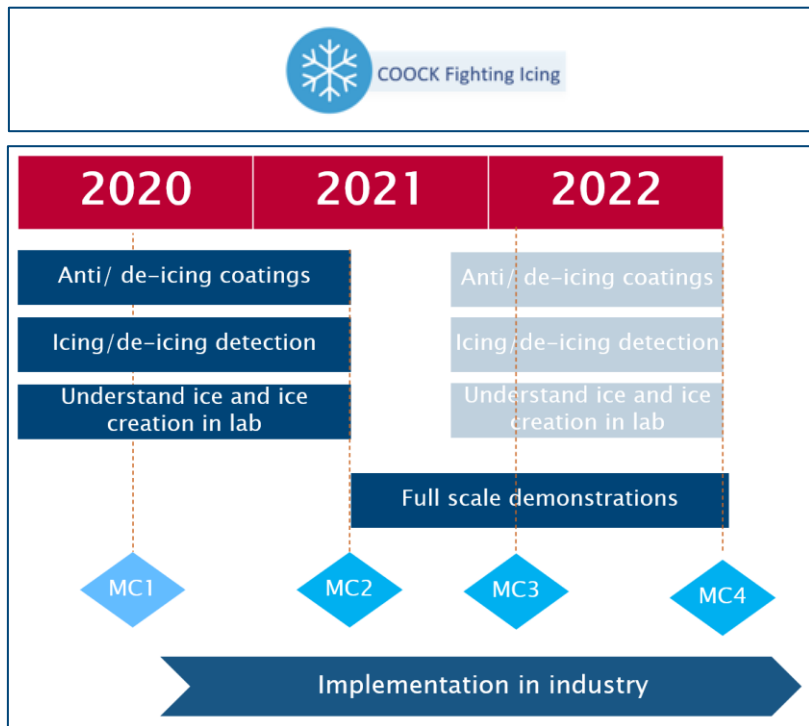 COOCK Fighting Icing
2020 2021 2022
Anti/ de-icing coatings Anti/ de-icing coatings
Icing/de-icing detection Icing/de-icing detection
Understand ice and ice Understand ice and ice
creation in lab creation in lab
Full scale demonstrations
MC1 MC2 MC3 MC4
Implementation in industry